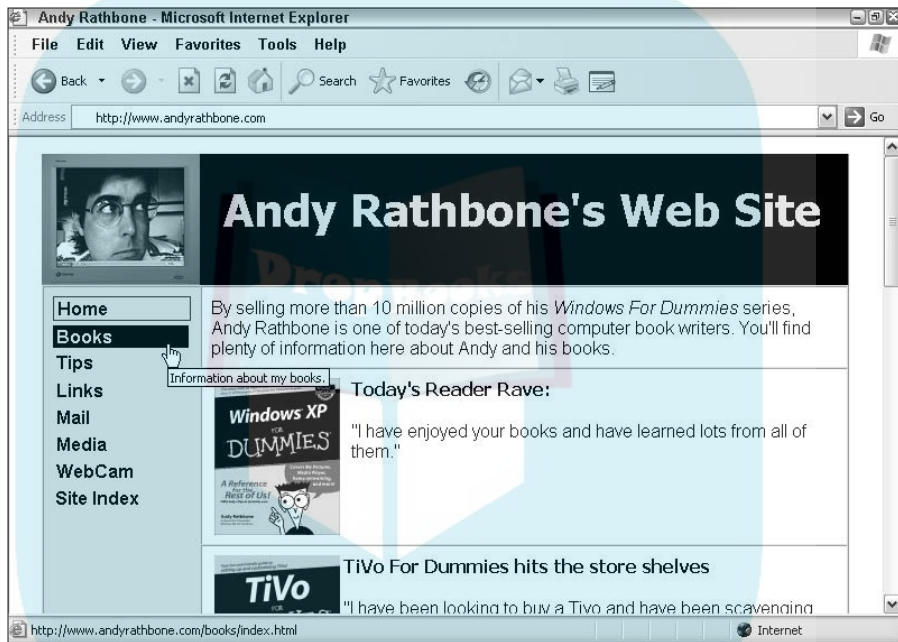 Andy Rathbone - Microsoft Internet Explorer
File Edit View Favorites Tools Help
Back Search Favorites
Address http://www.andyrathbone.com Go
Andy Rathbone's Web Site
DropBooks
Home
Books
Tips
Information about my books.
Links
Mail
Media
WebCam
Site Index
By selling more than 10 million copies of his Windows For Dummies series,
Andy Rathbone is one of today's best-selling computer book writers. You'll find
plenty of information here about Andy and his books.
Today's Reader Rave:
"I have enjoyed your books and have learned lots from all of
them."
Windows XP
FOR
DUMMIES
A Reference
for the
Rest of Us!
Andy Rathbone
TiVo For Dummies hits the store shelves
"I have been looking to buy a Tivo and have been scavenging
TiVo
FOR
http://www.andyrathbone.com/books/index.html Internet